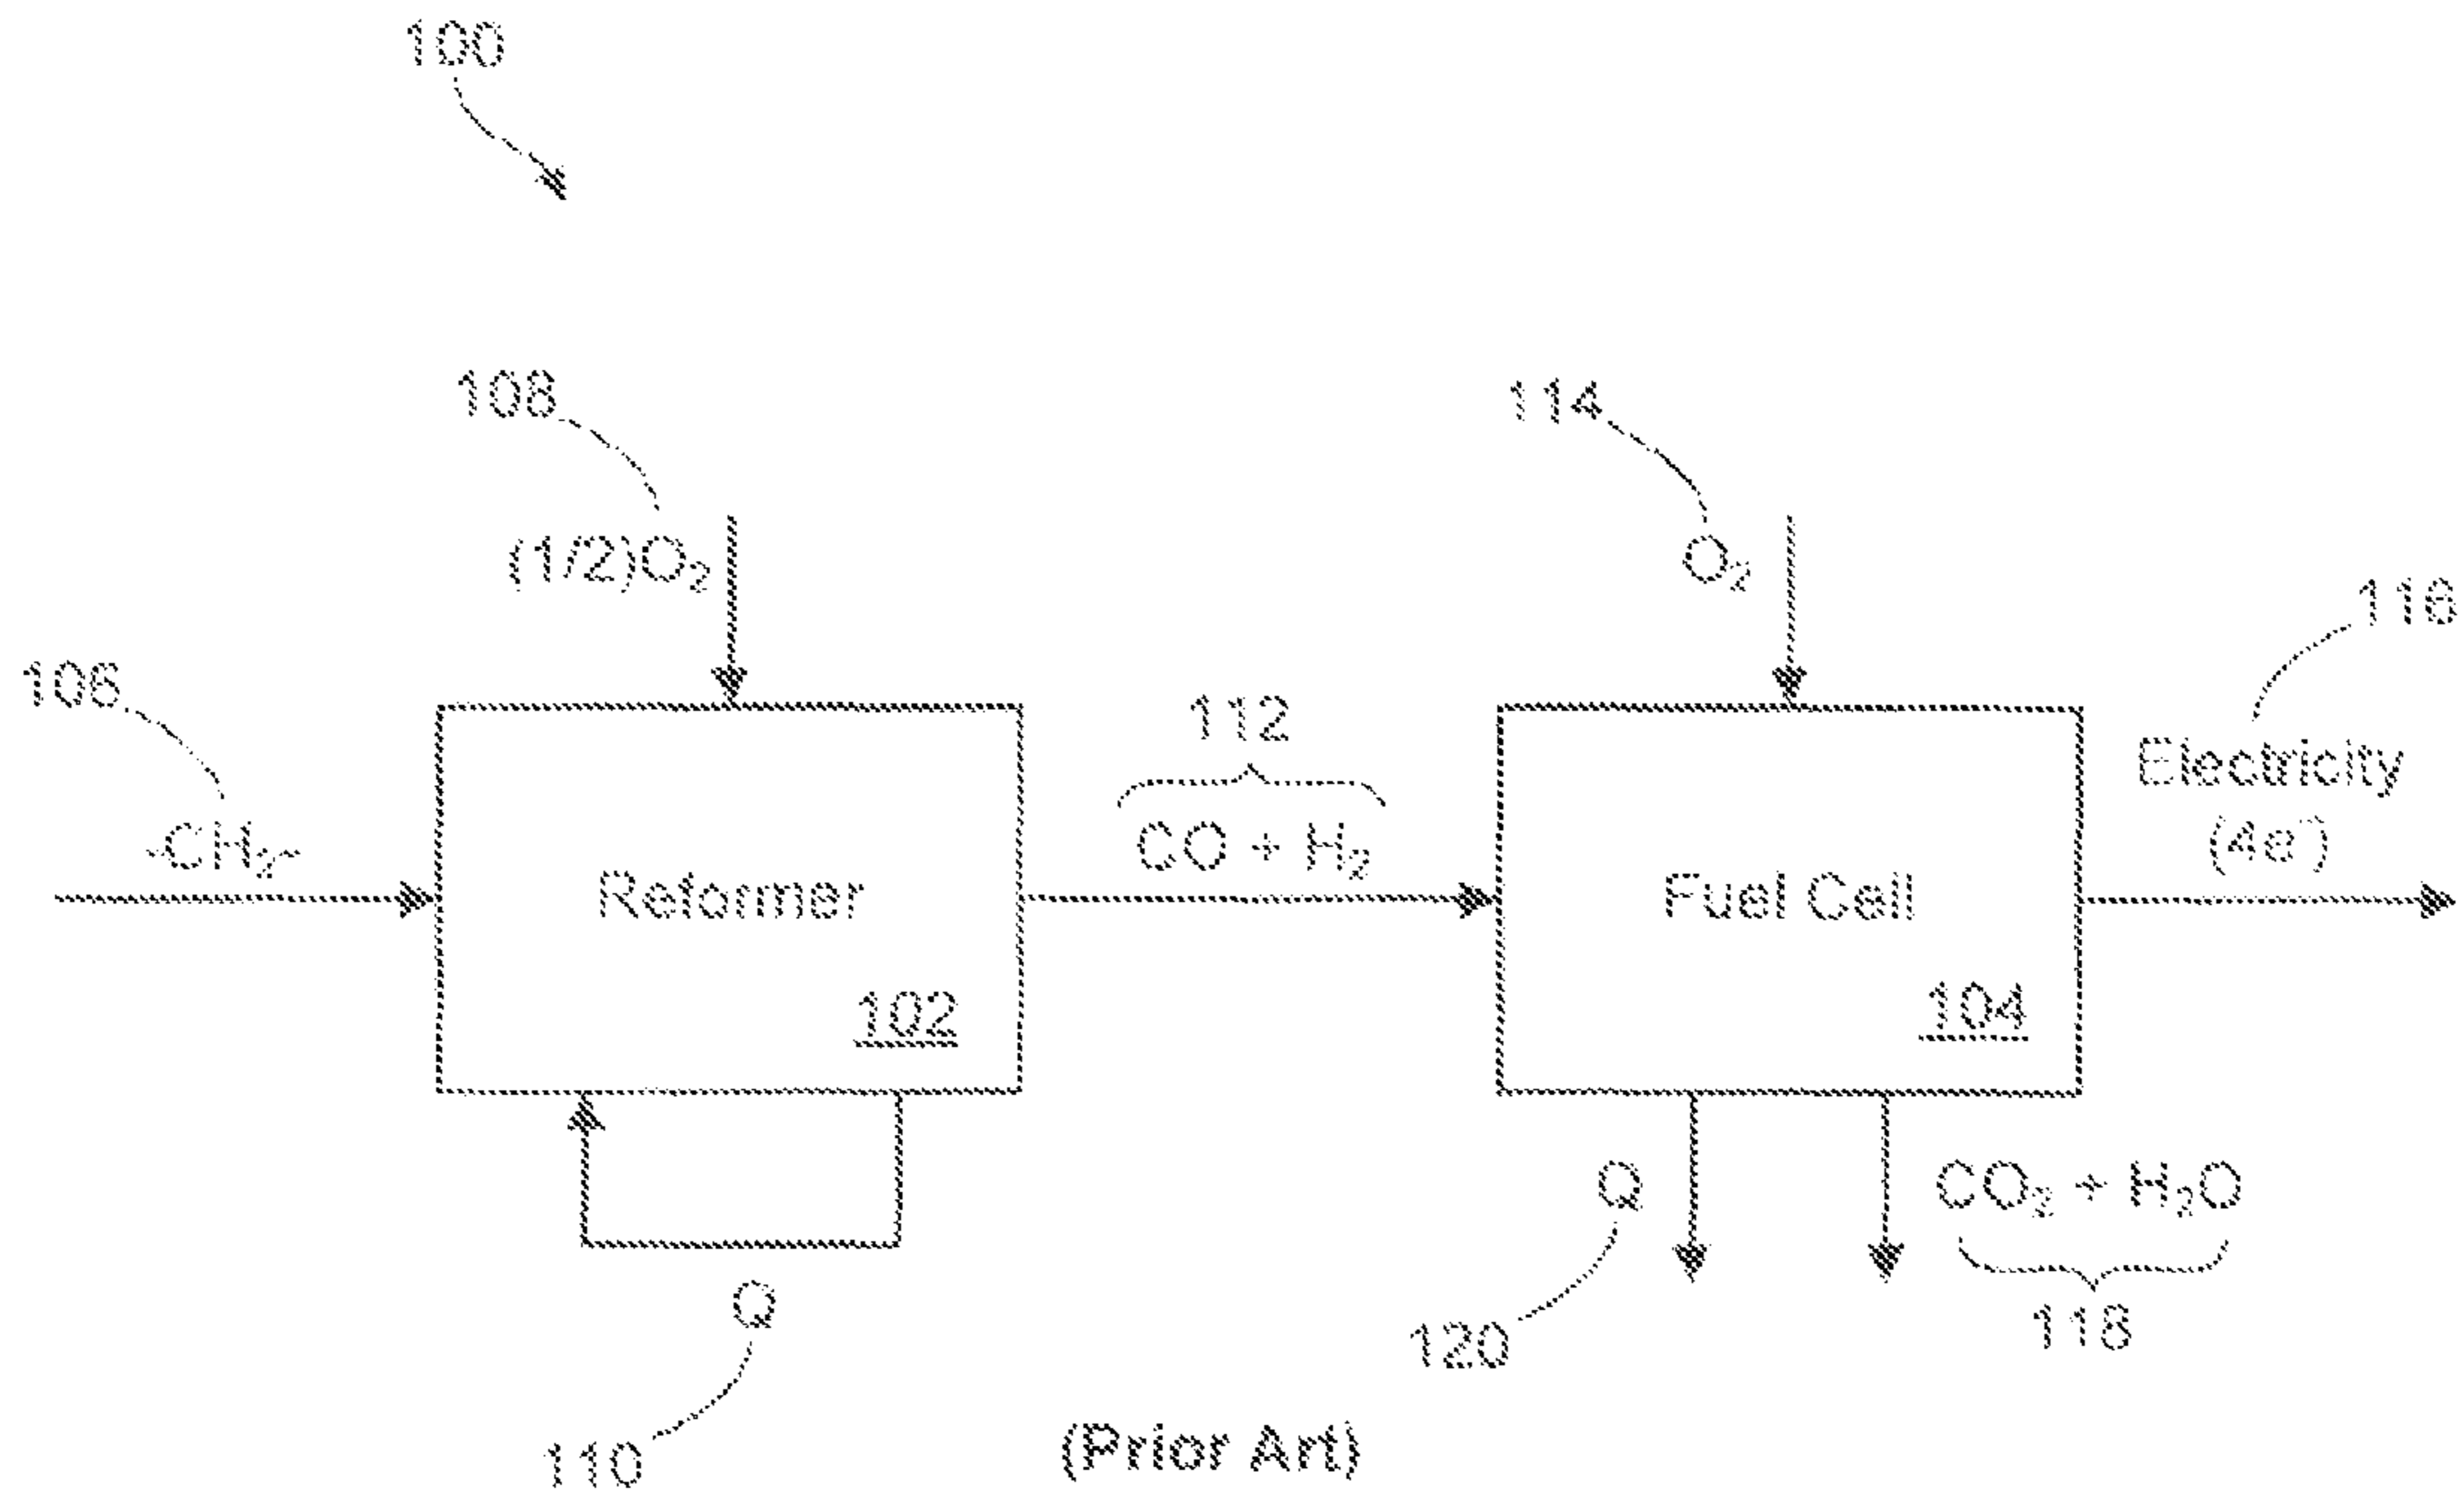 100
108
114
(1/2)O₂
O₂
116
106
112
Electricity
(4e⁻)
-CH₂-
CO + H₂
Reformer
Fuel Cell
102
104
Q
CO₂ + H₂O
Q
120
118
110
(Prior Art)